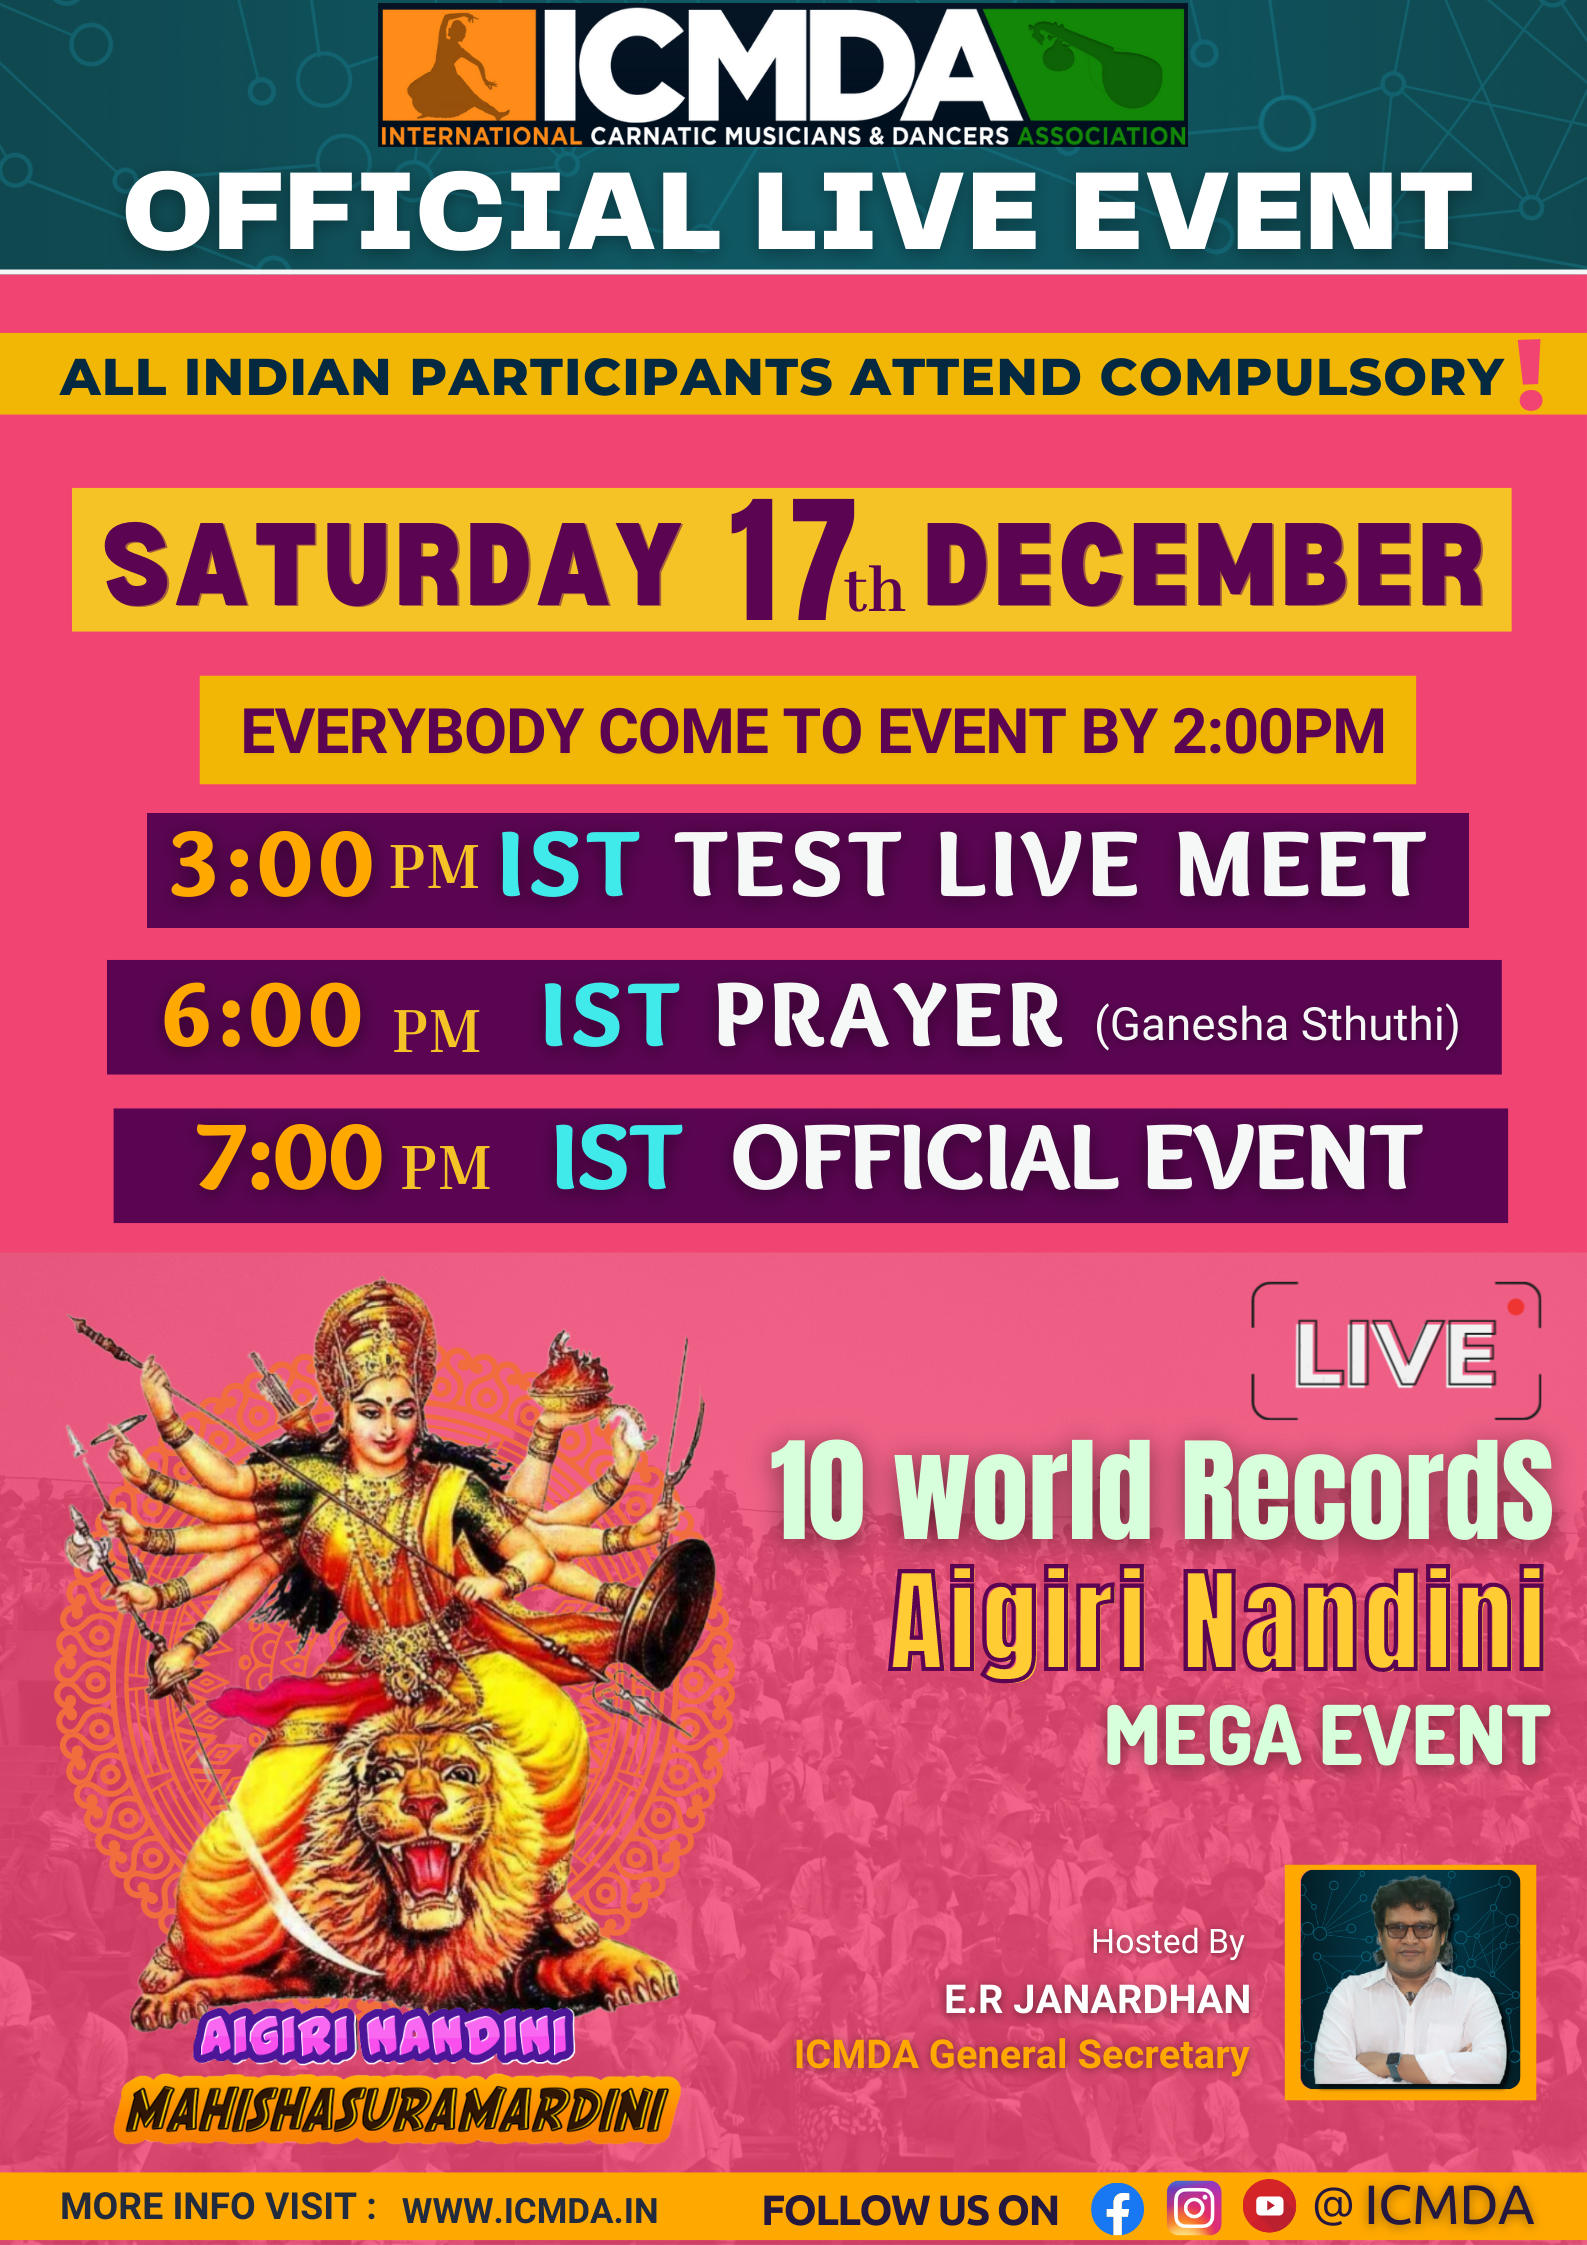 ICMDA
INTERNATIONAL CARNATIC MUSICIANS & DANCERS ASSOCIATION
OFFICIAL LIVE EVENT
ALL INDIAN PARTICIPANTS ATTEND COMPULSORY!
SATURDAY 17th DECEMBER
EVERYBODY COME TO EVENT BY 2:00PM
3:00 PM IST TEST LIVE MEET
6:00 PM IST PRAYER (Ganesha Sthuthi)
7:00 PM IST OFFICIAL EVENT
LIVE
10 world RecordS
Aigiri Nandini
MEGA EVENT
Hosted By
E.R JANARDHAN
ICMDA General Secretary
AIGIRI NANDINI
MAHISHASURAMARDINI
MORE INFO VISIT : WWW.ICMDA.IN FOLLOW US ON @ ICMDA